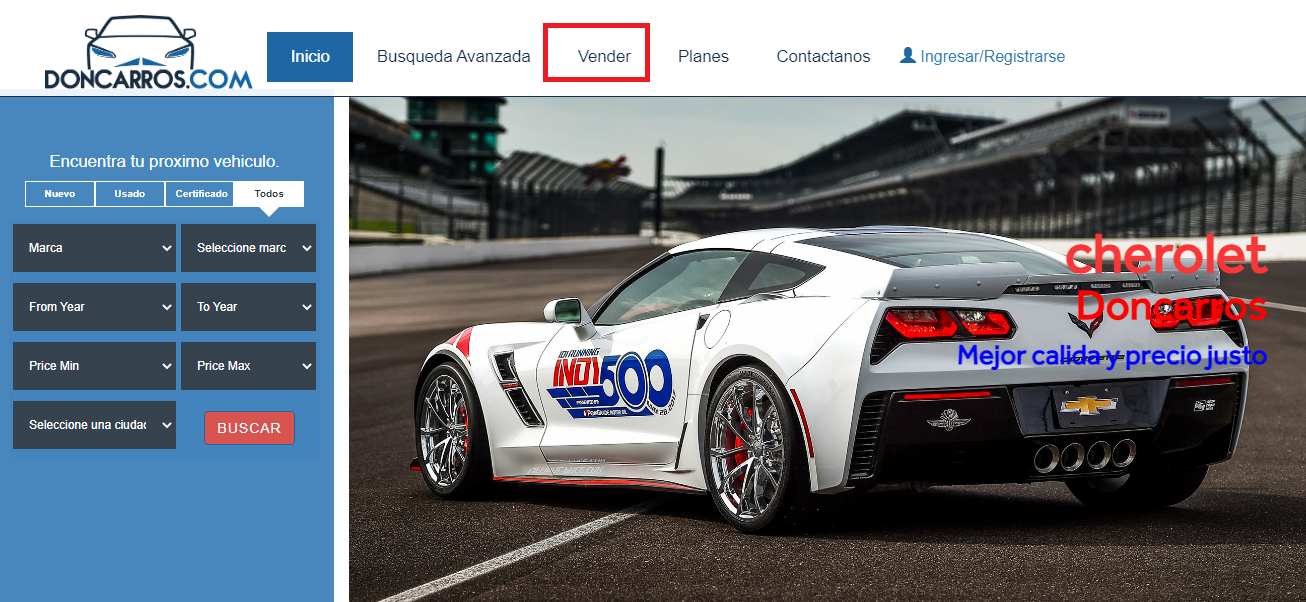 DONCARROS.COM
Inicio
Busqueda Avanzada
Vender
Planes
Contactanos
Ingresar/Registrarse
Encuentra tu proximo vehiculo.
Nuevo
Usado
Certificado
Todos
Marca
Seleccione marc
From Year
To Year
Price Min
Price Max
Seleccione una ciudad
BUSCAR
cherolet
Doncarros
Mejor calida y precio justo
101 RUNNING
INDY
500